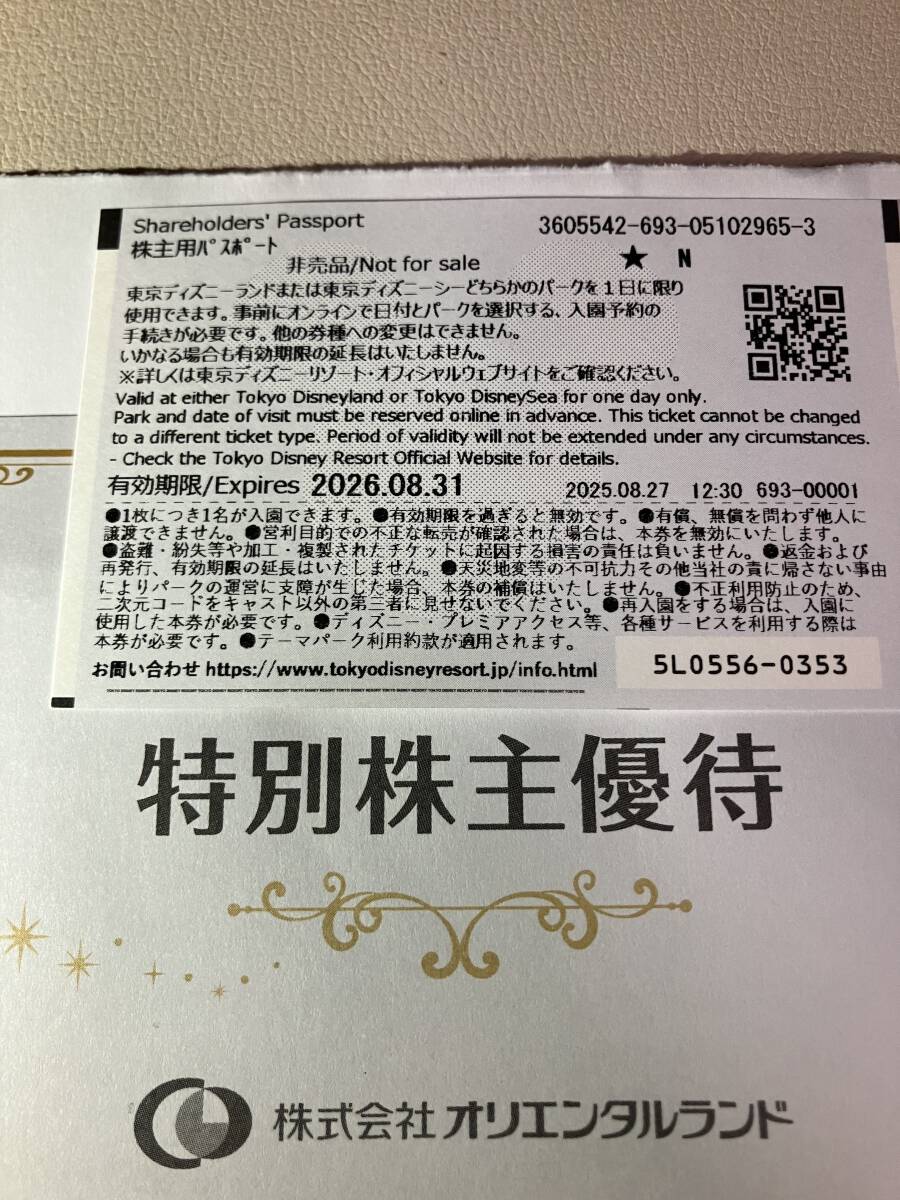 Shareholders' Passport
3605542-693-05102965-3
株主用ﾊﾟｽﾎﾟｰﾄ
非売品/Not for sale
★ N
東京ディズニーランドまたは東京ディズニーシーどちらかのパークを1日に限り
使用できます。事前にオンラインで日付とパークを選択する、入園予約の
手続きが必要です。他の券種への変更はできません。
いかなる場合も有効期限の延長はいたしません。
※詳しくは東京ディズニーリゾート・オフィシャルウェブサイトをご確認ください。
Valid at either Tokyo Disneyland or Tokyo DisneySea for one day only.
Park and date of visit must be reserved online in advance. This ticket cannot be changed
to a different ticket type. Period of validity will not be extended under any circumstances.
- Check the Tokyo Disney Resort Official Website for details.
有効期限/Expires 2026.08.31
2025.08.27 12:30 693-00001
●1枚につき1名が入園できます。●有効期限を過ぎると無効です。●有償、無償を問わず他人に
譲渡できません。●営利目的での不正な転売が確認された場合は、本券を無効にいたします。
●盗難・紛失等や加工・複製されたチケットに起因する損害の責任は負いません。●返金および
再発行、有効期限の延長はいたしません。●天災地変等の不可抗力その他当社の責に帰さない事由
によりパークの運営に支障が生じた場合、本券の補償はいたしません。●不正利用防止のため、
二次元コードをキャスト以外の第三者に見せないでください。●再入園をする場合は、入園に
使用した本券が必要です。●ディズニー・プレミアアクセス等、各種サービスを利用する際は
本券が必要です。●テーマパーク利用約款が適用されます。
お問い合わせ https://www.tokyodisneyresort.jp/info.html
5L0556-0353
特別株主優待
株式会社 オリエンタルランド